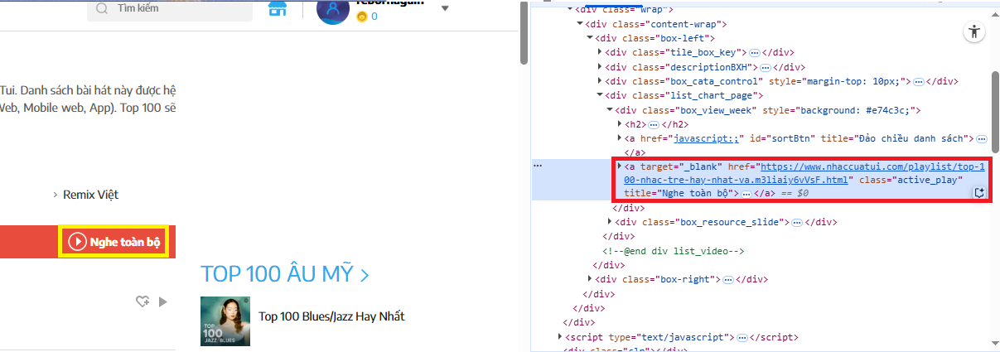 Tìm kiếm
rebornagain
0
Tui. Danh sách bài hát này được hệ
Web, Mobile web, App). Top 100 sẽ
› Remix Việt
Nghe toàn bộ
TOP 100 ÂU MỸ >
TOP
100
JAZZ/BLUES
Top 100 Blues/Jazz Hay Nhất
<div class="wrap">
<div class="content-wrap">
<div class="box-left">
<div class="tile_box_key">⋯</div>
<div class="descriptionBXH">⋯</div>
<div class="box_cata_control" style="margin-top: 10px;">⋯</div>
<div class="list_chart_page">
<div class="box_view_week" style="background: #e74c3c;">
<h2>⋯</h2>
<a href="javascript:;" id="sortBtn" title="Đảo chiều danh sách">⋯
</a>
<a target="_blank" href="https://www.nhaccuatui.com/playlist/top-1
00-nhac-tre-hay-nhat-va.m3liaiy6vVsF.html" class="active_play"
title="Nghe toàn bộ">⋯</a> == $0
</div>
<div class="box_resource_slide">⋯</div>
</div>
<!--@end div list_video-->
</div>
<div class="box-right">⋯</div>
</div>
</div>
</div>
<script type="text/javascript">⋯</script>
<div class="clr"></div>